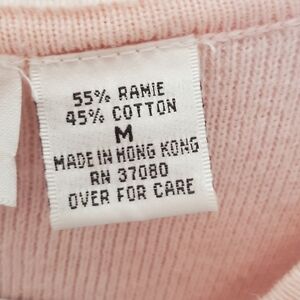 55% RAMIE
45% COTTON
M
MADE IN HONG KONG
RN 37080
OVER FOR CARE